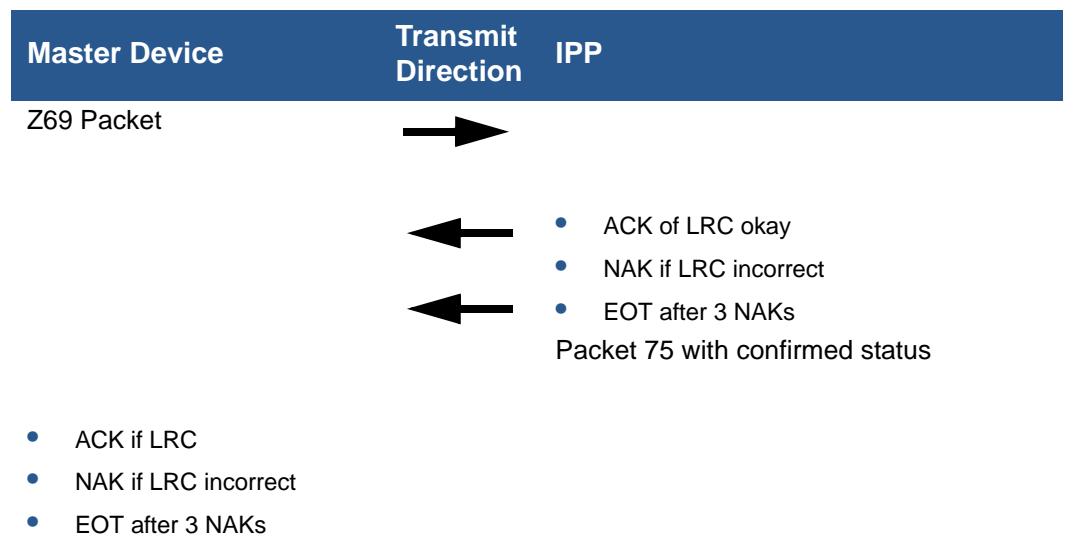 Master Device
Transmit
Direction
IPP
Z69 Packet
• ACK of LRC okay
• NAK if LRC incorrect
• EOT after 3 NAKs
Packet 75 with confirmed status
• ACK if LRC
• NAK if LRC incorrect
• EOT after 3 NAKs